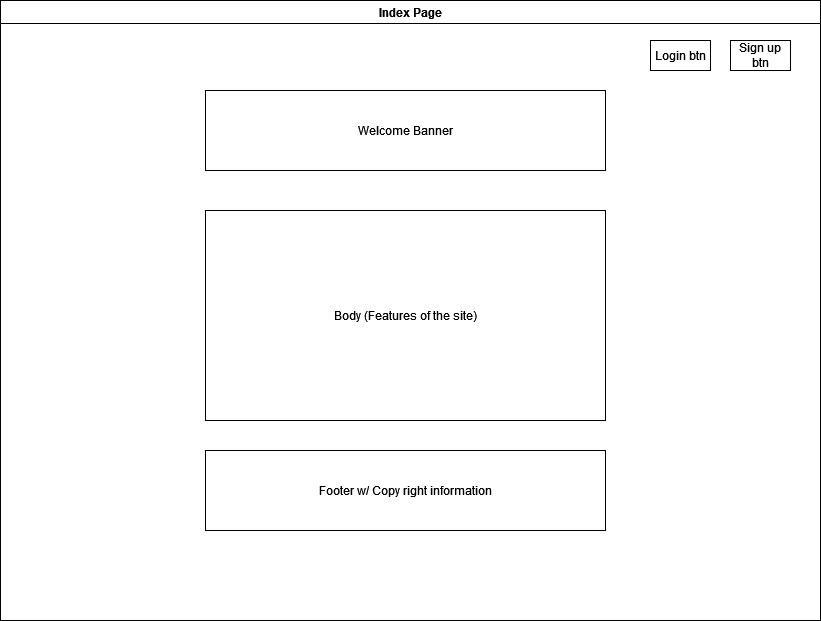 Index Page
Login btn
Sign up
btn
Welcome Banner
Body (Features of the site)
Footer w/ Copy right information